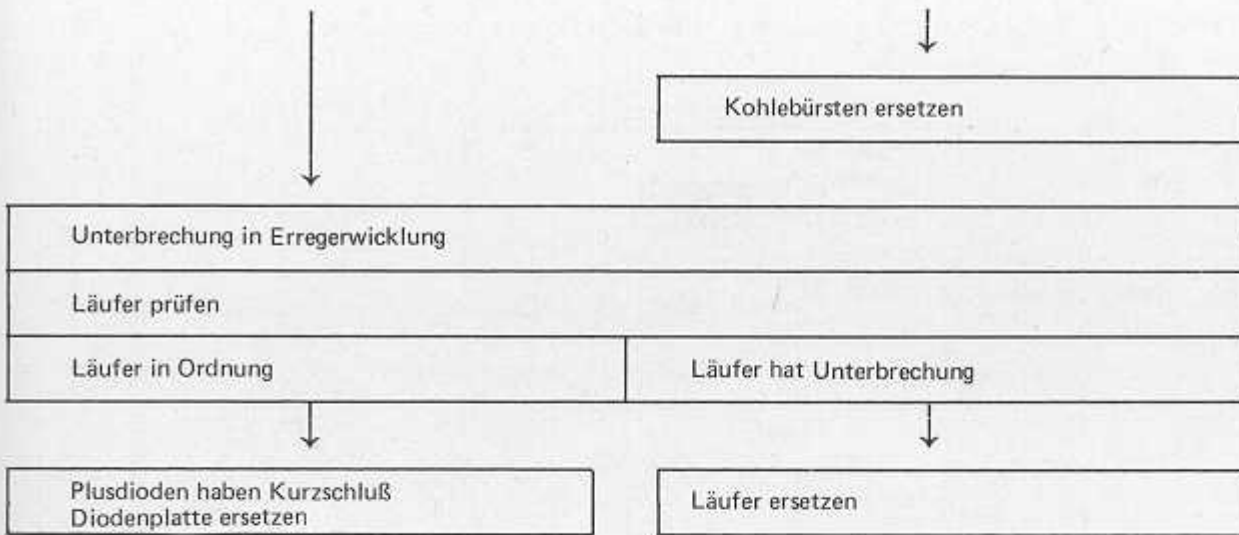 Kohlebürsten ersetzen
Unterbrechung in Erregerwicklung
Läufer prüfen
Läufer in Ordnung
Läufer hat Unterbrechung
Plusdioden haben Kurzschluß
Diodenplatte ersetzen
Läufer ersetzen